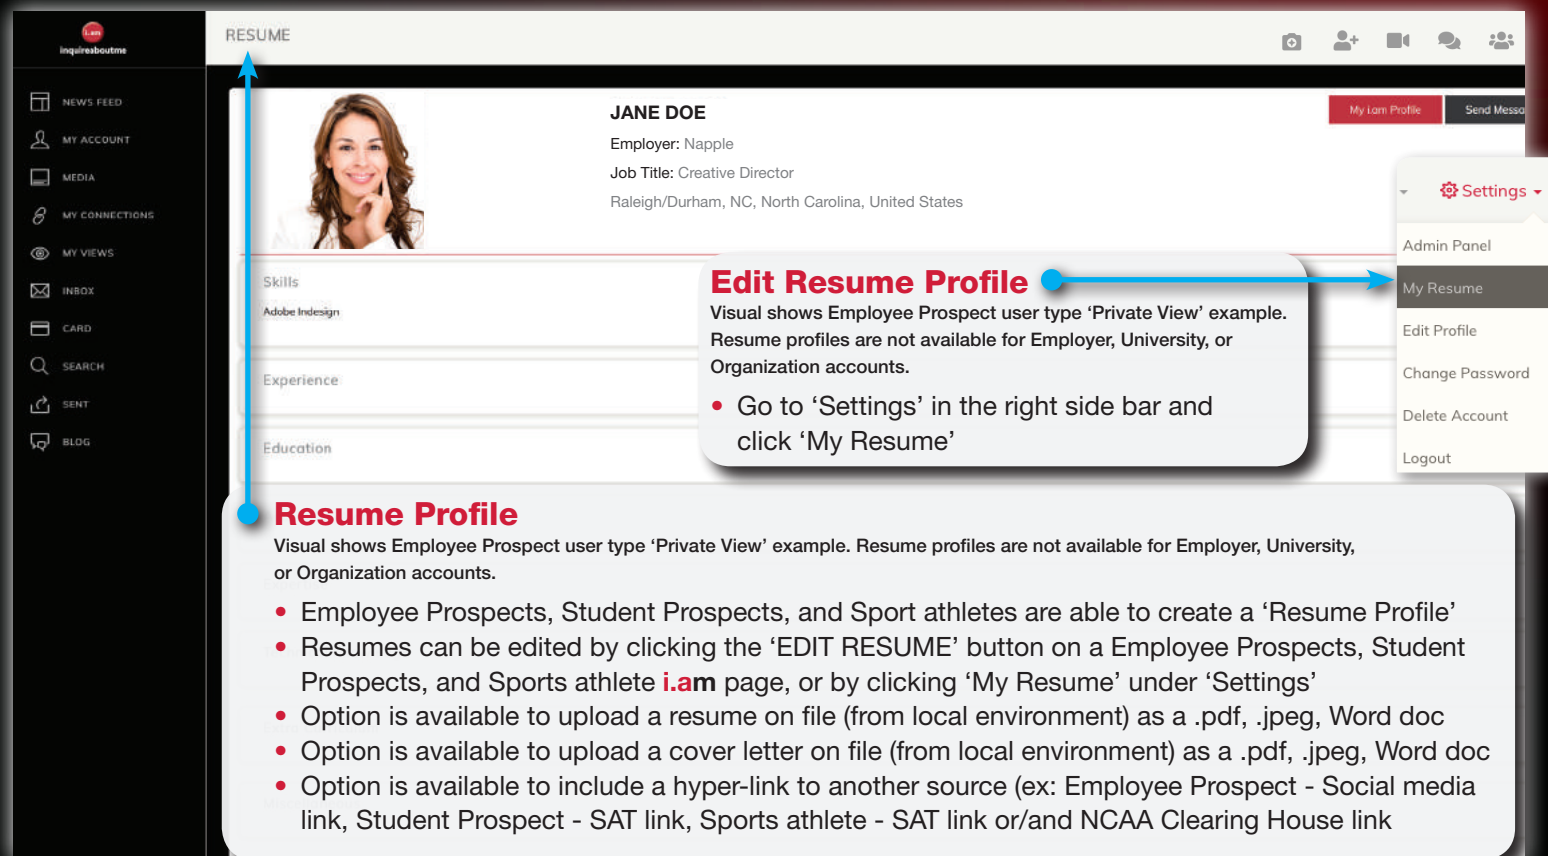 i.am
inquireaboutme
RESUME
NEWS FEED
MY ACCOUNT
MEDIA
MY CONNECTIONS
MY VIEWS
INBOX
CARD
SEARCH
SENT
BLOG
JANE DOE
Employer: Napple
Job Title: Creative Director
Raleigh/Durham, NC, North Carolina, United States
My i.am Profile
Send Messa
Settings
Admin Panel
My Resume
Edit Profile
Change Password
Delete Account
Logout
Skills
Adobe Indesign
Experience
Education
Edit Resume Profile
Visual shows Employee Prospect user type ‘Private View’ example.
Resume profiles are not available for Employer, University, or
Organization accounts.
• Go to ‘Settings’ in the right side bar and
click ‘My Resume’
Resume Profile
Visual shows Employee Prospect user type ‘Private View’ example. Resume profiles are not available for Employer, University,
or Organization accounts.
• Employee Prospects, Student Prospects, and Sport athletes are able to create a ‘Resume Profile’
• Resumes can be edited by clicking the ‘EDIT RESUME’ button on a Employee Prospects, Student
Prospects, and Sports athlete i.am page, or by clicking ‘My Resume’ under ‘Settings’
• Option is available to upload a resume on file (from local environment) as a .pdf, .jpeg, Word doc
• Option is available to upload a cover letter on file (from local environment) as a .pdf, .jpeg, Word doc
• Option is available to include a hyper-link to another source (ex: Employee Prospect - Social media
link, Student Prospect - SAT link, Sports athlete - SAT link or/and NCAA Clearing House link